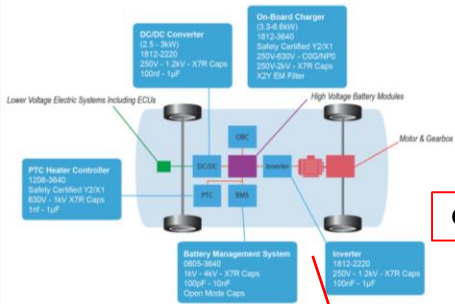 DC/DC Converter
(2.5 - 3kW)
1812-2220
250V - 1.2kV - X7R Caps
100nf - 1µF
On-Board Charger
(3.3-6.6kW)
1812-3640
Safety Certified Y2/X1
250V-630V - C0G/NP0
250V-2kV - X7R Caps
X2Y EM Filter
Lower Voltage Electric Systems Including ECUs
High Voltage Battery Modules
OBC
DC/DC
Inverter
Motor & Gearbox
PTC
BMS
PTC Heater Controller
1206-3640
Safety Certified Y2/X1
630V - 1kV X7R Caps
1nf - 1µF
Battery Management System
0805-3640
1kV - 4kV - X7R Caps
100pF - 10nF
Open Mode Caps
Inverter
1812-2220
250V - 1.2kV - X7R Caps
100nF - 1µF